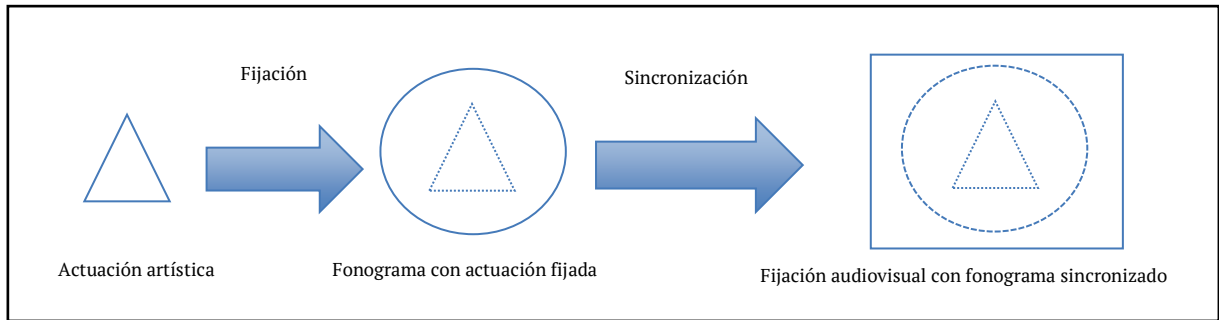 Fijación
Sincronización
Actuación artística
Fonograma con actuación fijada
Fijación audiovisual con fonograma sincronizado